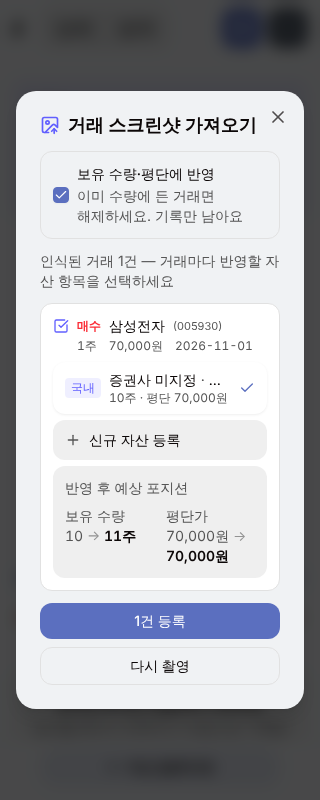 거래 스크린샷 가져오기
보유 수량·평단에 반영
이미 수량에 든 거래면
해제하세요. 기록만 남아요
인식된 거래 1건 — 거래마다 반영할 자
산 항목을 선택하세요
매수 삼성전자 (005930)
1주 70,000원 2026-11-01
국내 증권사 미지정 · ...
10주 · 평단 70,000원
신규 자산 등록
반영 후 예상 포지션
보유 수량 평단가
10 → 11주 70,000원 →
70,000원
1건 등록
다시 촬영